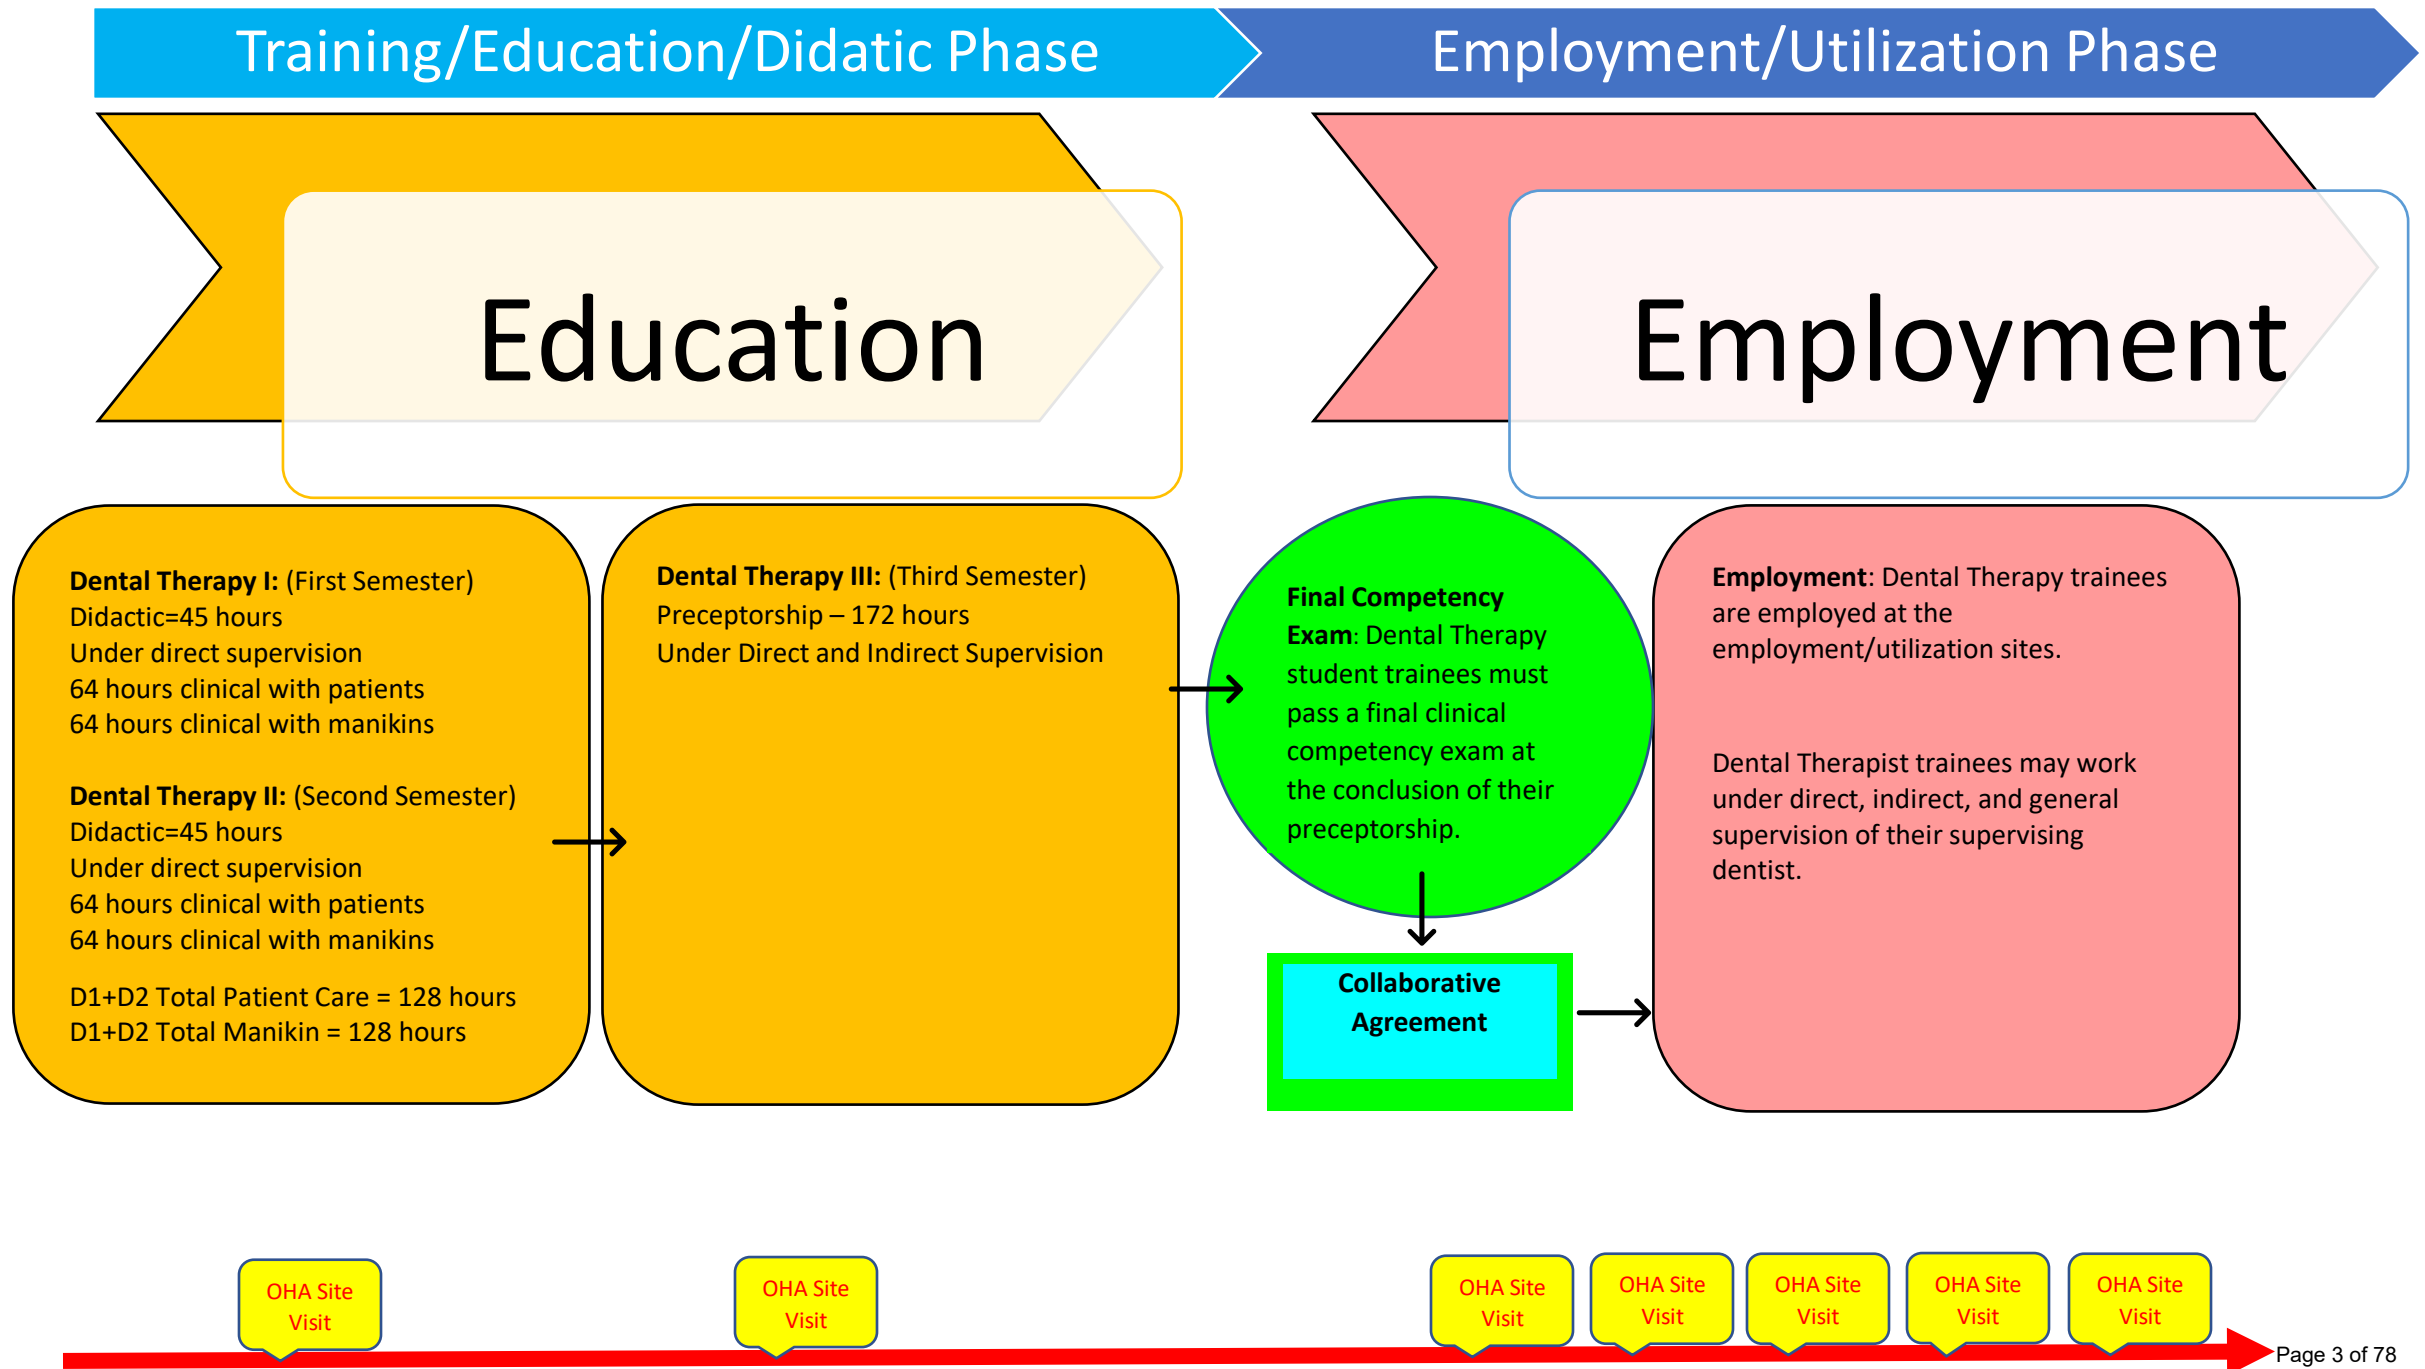 Training/Education/Didatic Phase
Employment/Utilization Phase
Education
Employment
Dental Therapy I: (First Semester)
Didactic=45 hours
Under direct supervision
64 hours clinical with patients
64 hours clinical with manikins
Dental Therapy II: (Second Semester)
Didactic=45 hours
Under direct supervision
64 hours clinical with patients
64 hours clinical with manikins
D1+D2 Total Patient Care = 128 hours
D1+D2 Total Manikin = 128 hours
Dental Therapy III: (Third Semester)
Preceptorship – 172 hours
Under Direct and Indirect Supervision
Final Competency
Exam: Dental Therapy
student trainees must
pass a final clinical
competency exam at
the conclusion of their
preceptorship.
Collaborative
Agreement
Employment: Dental Therapy trainees
are employed at the
employment/utilization sites.
Dental Therapist trainees may work
under direct, indirect, and general
supervision of their supervising
dentist.
OHA Site
Visit
OHA Site
Visit
OHA Site
Visit
OHA Site
Visit
OHA Site
Visit
OHA Site
Visit
OHA Site
Visit
Page 3 of 78